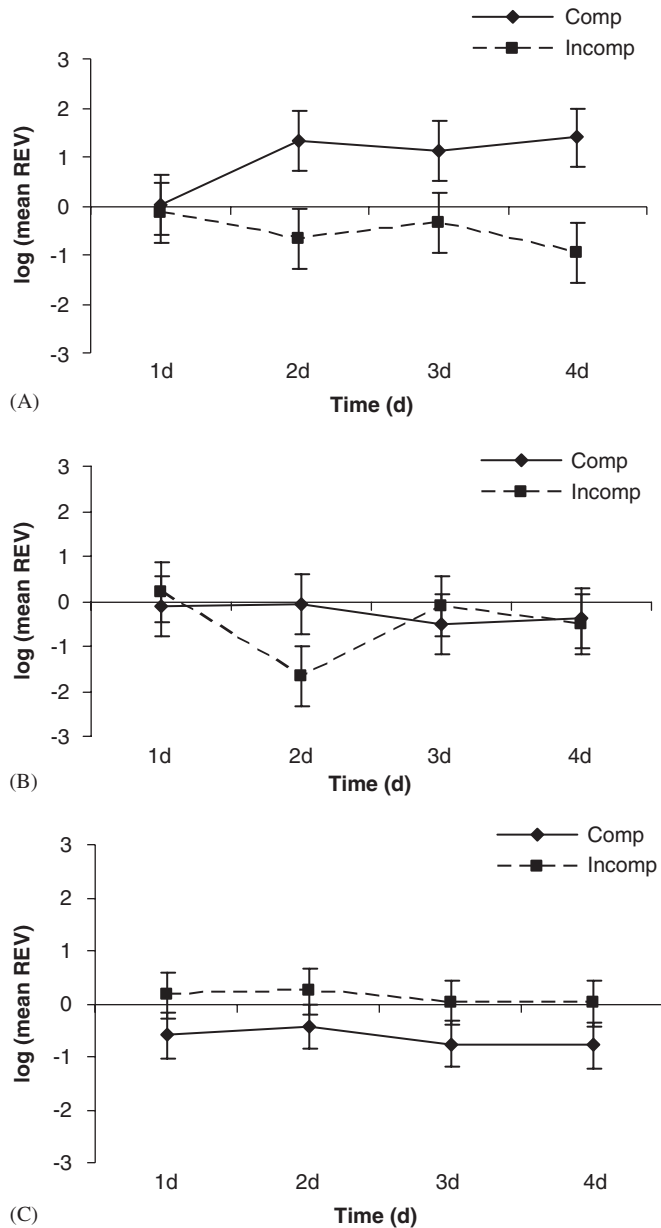 Comp
Incomp
3
2
1
0
-1
-2
-3
log (mean REV)
1d 2d 3d 4d
Time (d)
(A)
Comp
Incomp
3
2
1
0
-1
-2
-3
log (mean REV)
1d 2d 3d 4d
Time (d)
(B)
Comp
Incomp
3
2
1
0
-1
-2
-3
log (mean REV)
1d 2d 3d 4d
Time (d)
(C)